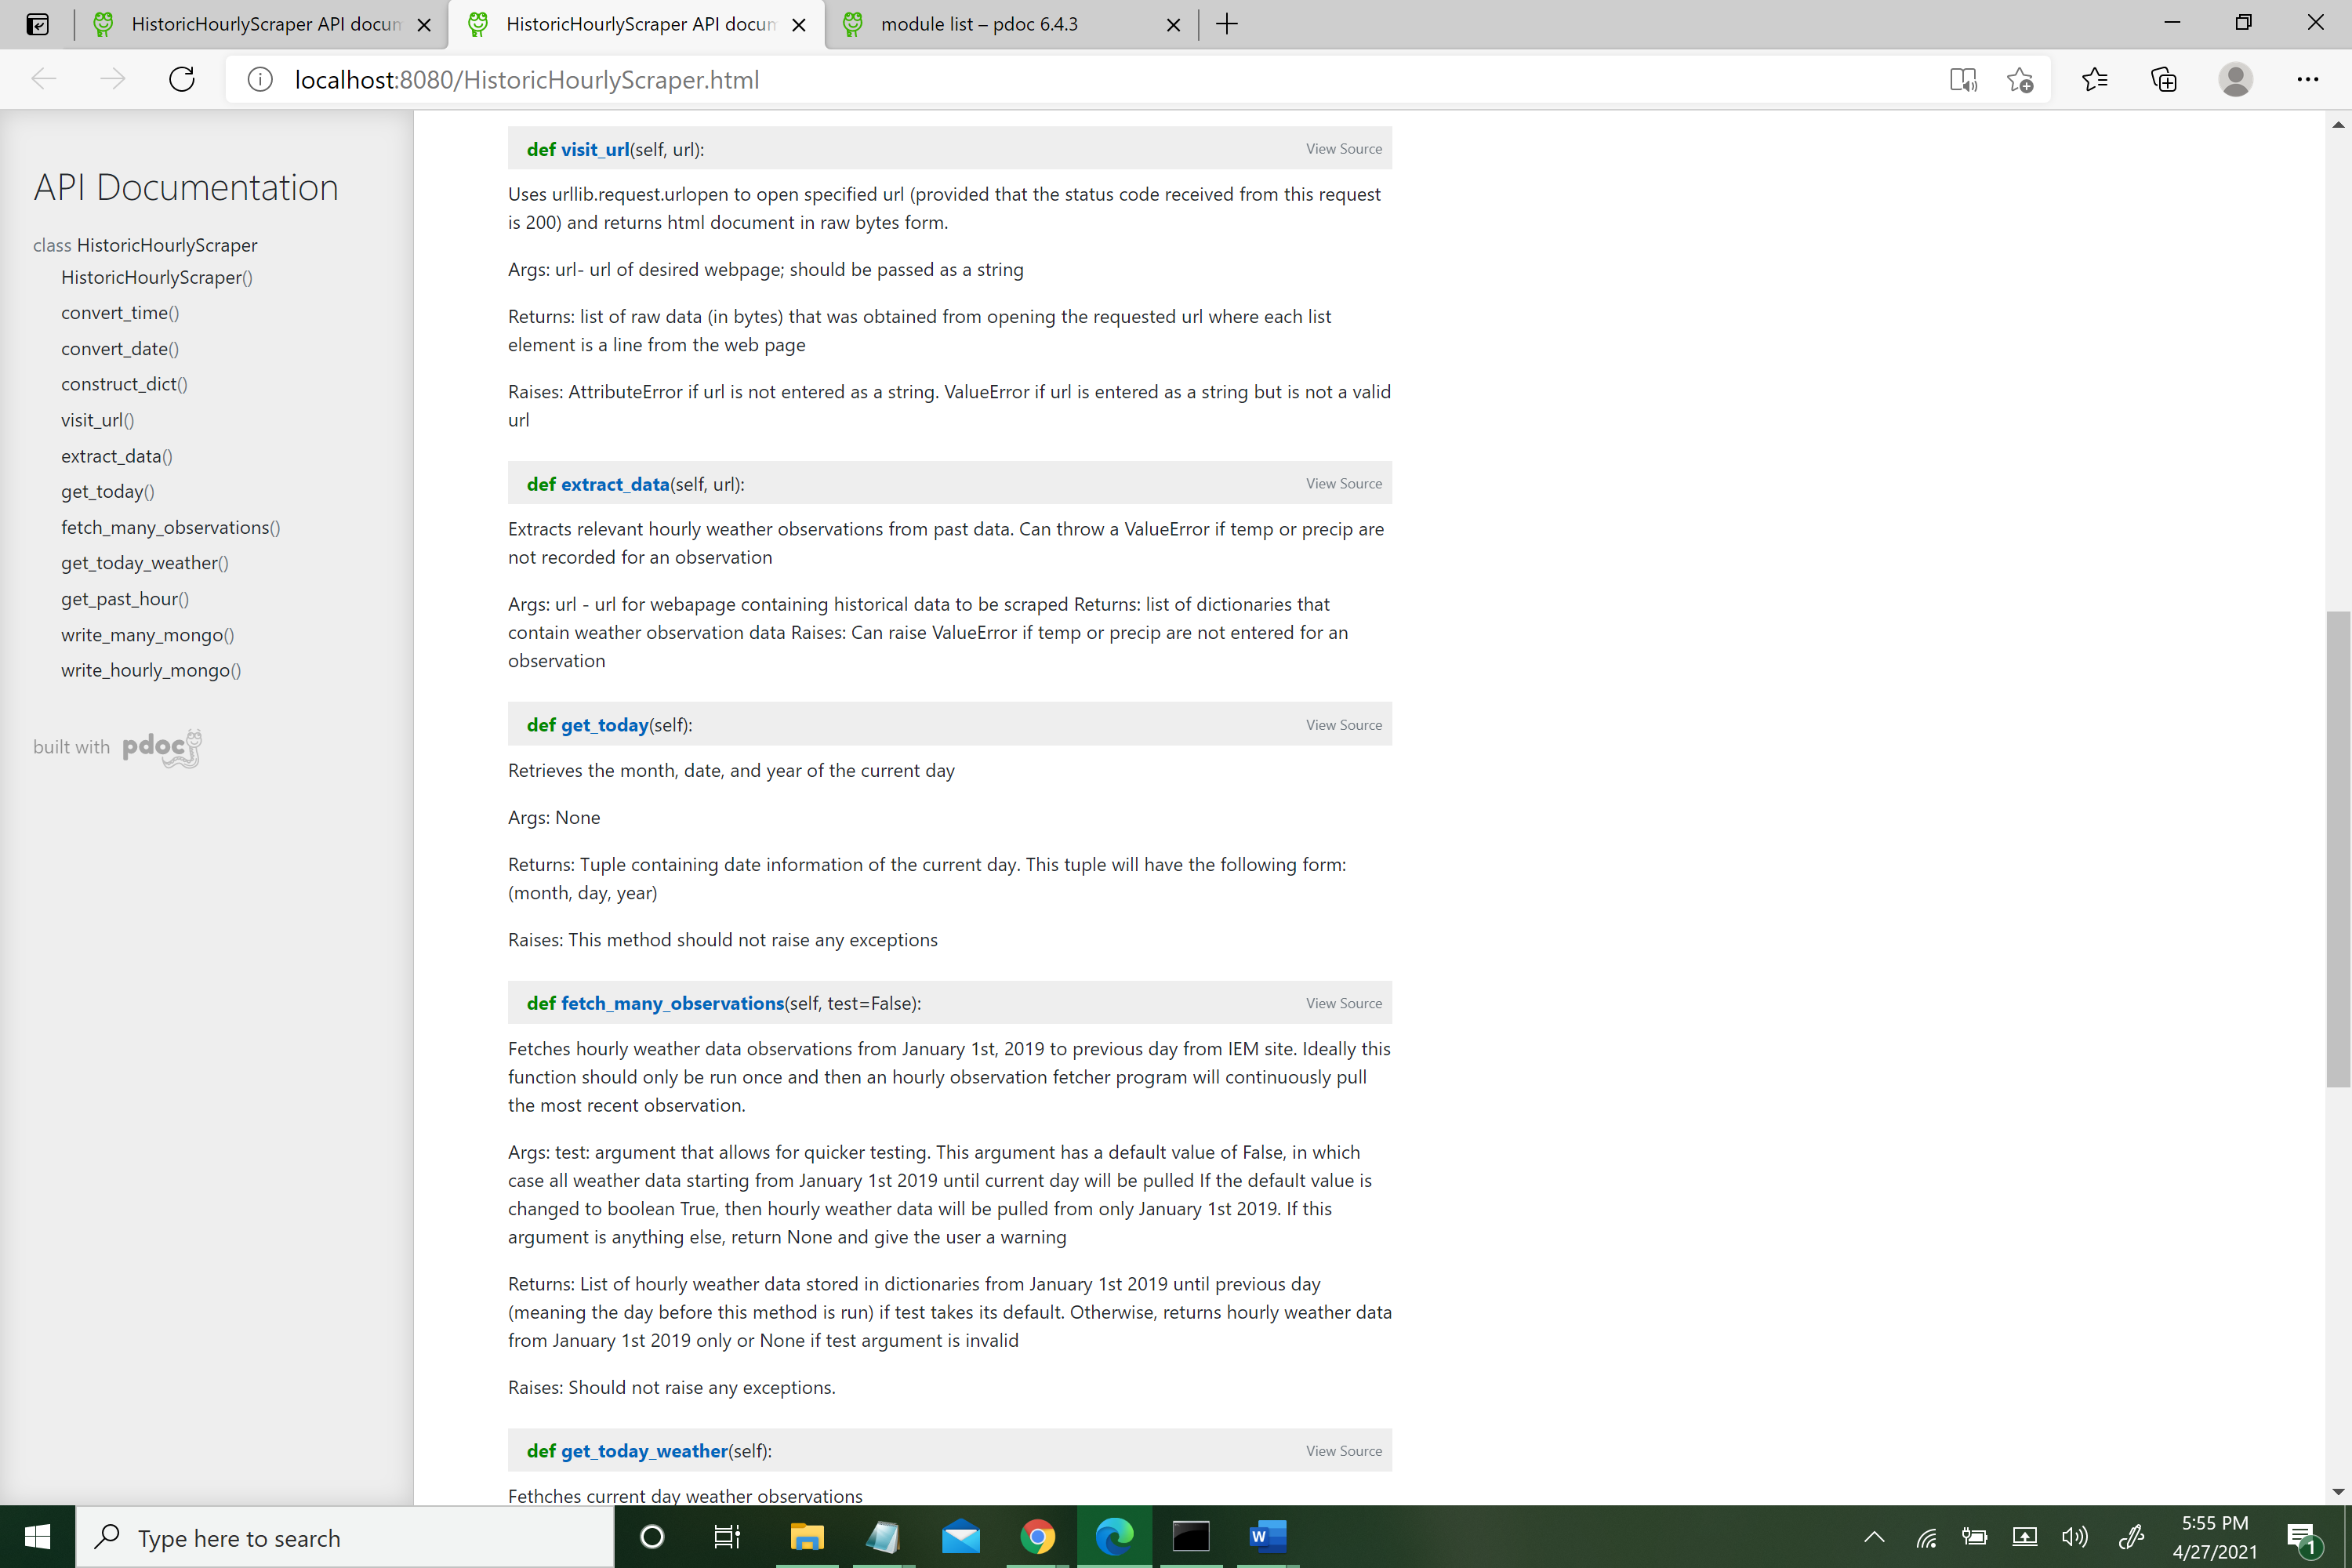 HistoricHourlyScraper API docum
HistoricHourlyScraper API docum
module list – pdoc 6.4.3
localhost:8080/HistoricHourlyScraper.html
API Documentation
class HistoricHourlyScraper
HistoricHourlyScraper()
convert_time()
convert_date()
construct_dict()
visit_url()
extract_data()
get_today()
fetch_many_observations()
get_today_weather()
get_past_hour()
write_many_mongo()
write_hourly_mongo()
built with pdoc
def visit_url(self, url):
View Source
Uses urllib.request.urlopen to open specified url (provided that the status code received from this request
is 200) and returns html document in raw bytes form.
Args: url- url of desired webpage; should be passed as a string
Returns: list of raw data (in bytes) that was obtained from opening the requested url where each list
element is a line from the web page
Raises: AttributeError if url is not entered as a string. ValueError if url is entered as a string but is not a valid
url
def extract_data(self, url):
View Source
Extracts relevant hourly weather observations from past data. Can throw a ValueError if temp or precip are
not recorded for an observation
Args: url - url for webapage containing historical data to be scraped Returns: list of dictionaries that
contain weather observation data Raises: Can raise ValueError if temp or precip are not entered for an
observation
def get_today(self):
View Source
Retrieves the month, date, and year of the current day
Args: None
Returns: Tuple containing date information of the current day. This tuple will have the following form:
(month, day, year)
Raises: This method should not raise any exceptions
def fetch_many_observations(self, test=False):
View Source
Fetches hourly weather data observations from January 1st, 2019 to previous day from IEM site. Ideally this
function should only be run once and then an hourly observation fetcher program will continuously pull
the most recent observation.
Args: test: argument that allows for quicker testing. This argument has a default value of False, in which
case all weather data starting from January 1st 2019 until current day will be pulled If the default value is
changed to boolean True, then hourly weather data will be pulled from only January 1st 2019. If this
argument is anything else, return None and give the user a warning
Returns: List of hourly weather data stored in dictionaries from January 1st 2019 until previous day
(meaning the day before this method is run) if test takes its default. Otherwise, returns hourly weather data
from January 1st 2019 only or None if test argument is invalid
Raises: Should not raise any exceptions.
def get_today_weather(self):
View Source
Fethches current day weather observations
Type here to search
W
5:55 PM
4/27/2021
1